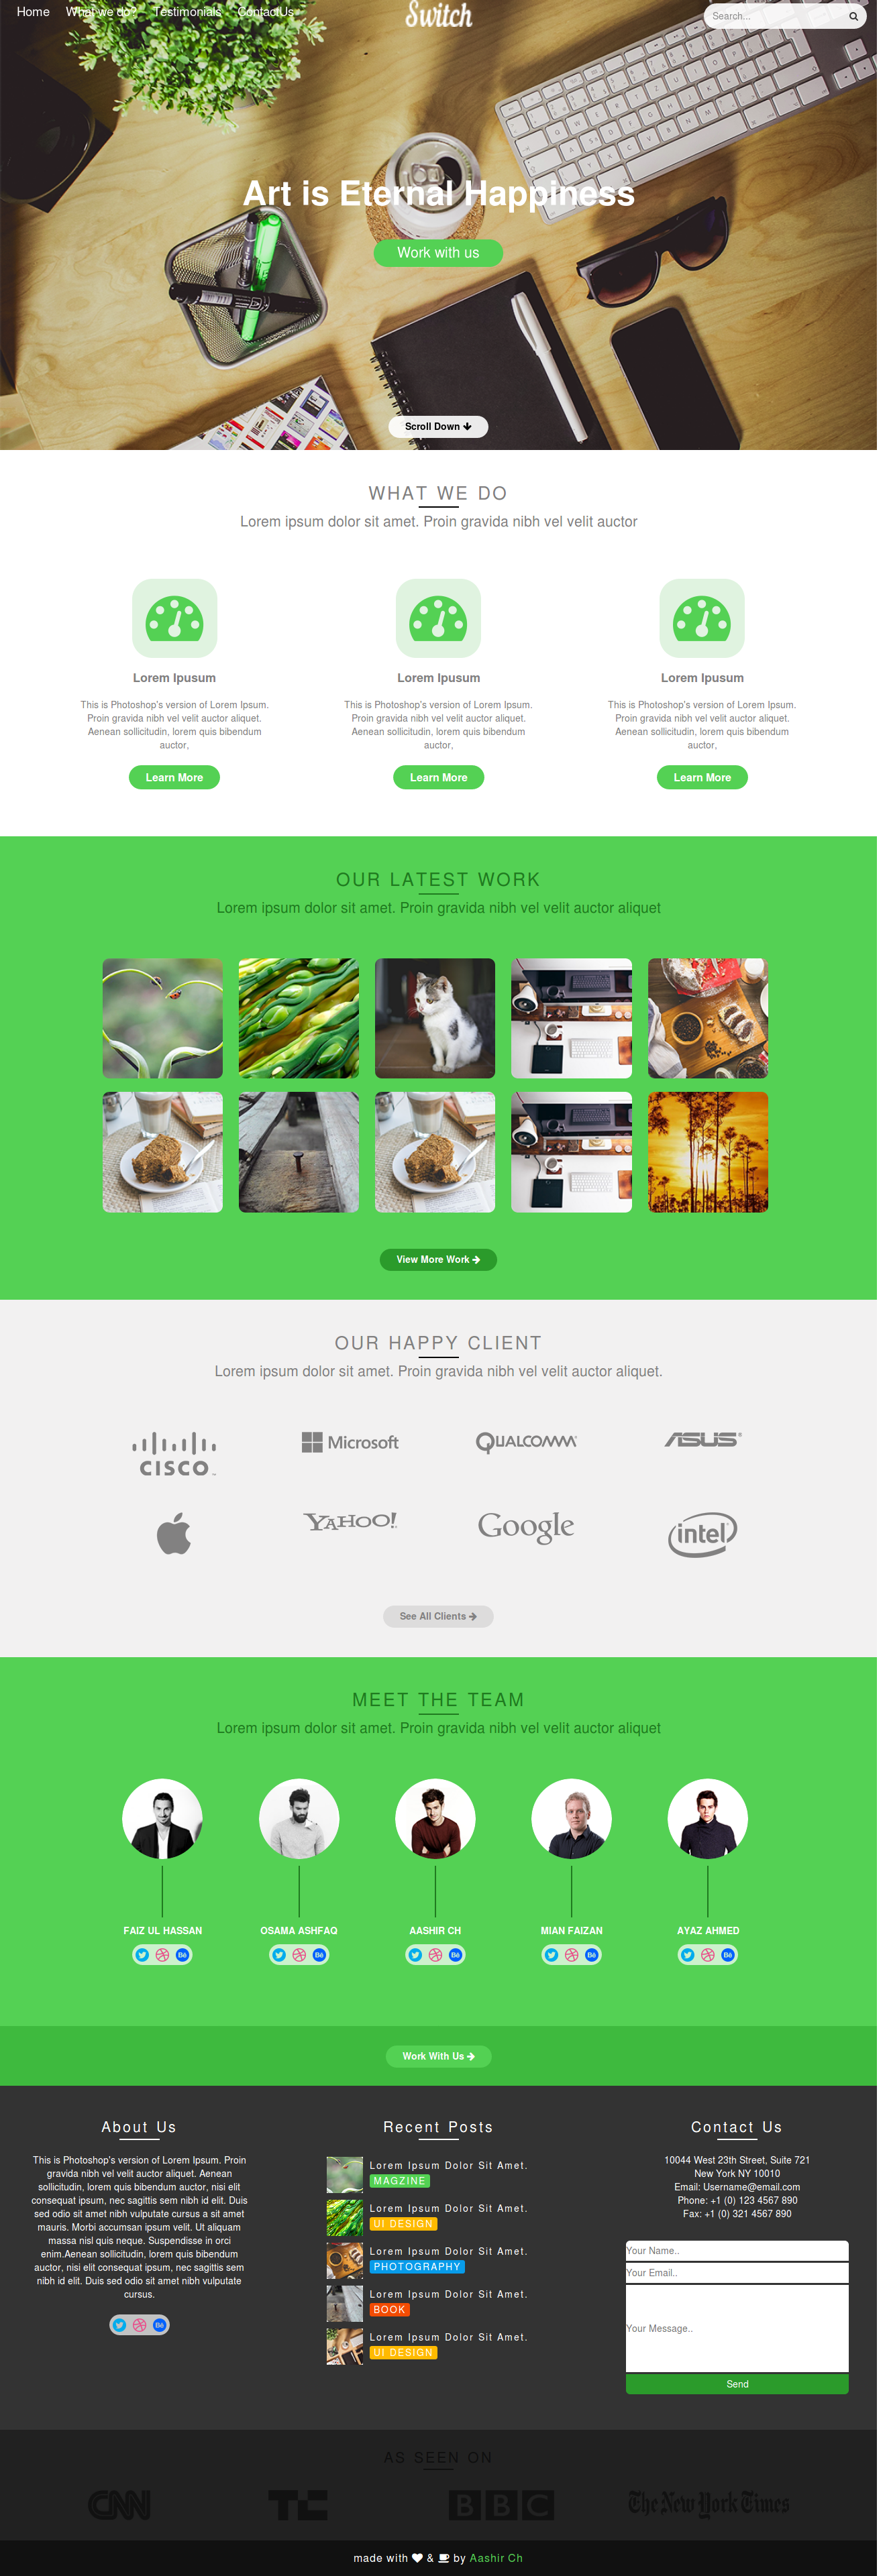 Home What we do? Testimonials ContactUs
Switch
Search...
Art is Eternal Happiness
Work with us
Scroll Down
WHAT WE DO
Lorem ipsum dolor sit amet. Proin gravida nibh vel velit auctor
Lorem Ipusum
This is Photoshop's version of Lorem Ipsum.
Proin gravida nibh vel velit auctor aliquet.
Aenean sollicitudin, lorem quis bibendum
auctor,
Learn More
Lorem Ipusum
This is Photoshop's version of Lorem Ipsum.
Proin gravida nibh vel velit auctor aliquet.
Aenean sollicitudin, lorem quis bibendum
auctor,
Learn More
Lorem Ipusum
This is Photoshop's version of Lorem Ipsum.
Proin gravida nibh vel velit auctor aliquet.
Aenean sollicitudin, lorem quis bibendum
auctor,
Learn More
OUR LATEST WORK
Lorem ipsum dolor sit amet. Proin gravida nibh vel velit auctor aliquet
View More Work
OUR HAPPY CLIENT
Lorem ipsum dolor sit amet. Proin gravida nibh vel velit auctor aliquet.
CISCO
Microsoft
QUALCOMM
ASUS
YAHOO!
Google
intel
See All Clients
MEET THE TEAM
Lorem ipsum dolor sit amet. Proin gravida nibh vel velit auctor aliquet
FAIZ UL HASSAN
OSAMA ASHFAQ
AASHIR CH
MIAN FAIZAN
AYAZ AHMED
Bē
Bē
Bē
Bē
Bē
Work With Us
About Us
This is Photoshop's version of Lorem Ipsum. Proin
gravida nibh vel velit auctor aliquet. Aenean
sollicitudin, lorem quis bibendum auctor, nisi elit
consequat ipsum, nec sagittis sem nibh id elit. Duis
sed odio sit amet nibh vulputate cursus a sit amet
mauris. Morbi accumsan ipsum velit. Ut aliquam
massa nisl quis neque. Suspendisse in orci
enim.Aenean sollicitudin, lorem quis bibendum
auctor, nisi elit consequat ipsum, nec sagittis sem
nibh id elit. Duis sed odio sit amet nibh vulputate
cursus.
Bē
Recent Posts
Lorem Ipsum Dolor Sit Amet.
MAGZINE
Lorem Ipsum Dolor Sit Amet.
UI DESIGN
Lorem Ipsum Dolor Sit Amet.
PHOTOGRAPHY
Lorem Ipsum Dolor Sit Amet.
BOOK
Lorem Ipsum Dolor Sit Amet.
UI DESIGN
Contact Us
10044 West 23th Street, Suite 721
New York NY 10010
Email: Username@email.com
Phone: +1 (0) 123 4567 890
Fax: +1 (0) 321 4567 890
Your Name..
Your Email..
Your Message..
Send
AS SEEN ON
CNN
TC
BBC
The New York Times
made with & by Aashir Ch